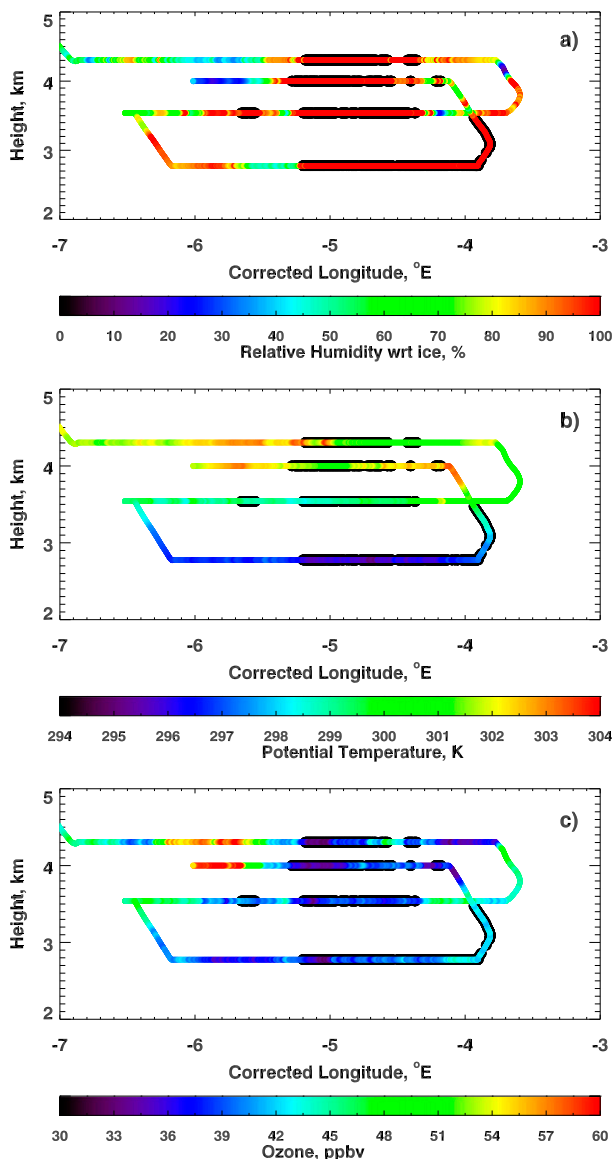 a)
5
4
3
2
Height, km
-7 -6 -5 -4 -3
Corrected Longitude, °E
0 10 20 30 40 50 60 70 80 90 100
Relative Humidity wrt ice, %
b)
5
4
3
2
Height, km
-7 -6 -5 -4 -3
Corrected Longitude, °E
294 295 296 297 298 299 300 301 302 303 304
Potential Temperature, K
c)
5
4
3
2
Height, km
-7 -6 -5 -4 -3
Corrected Longitude, °E
30 33 36 39 42 45 48 51 54 57 60
Ozone, ppbv